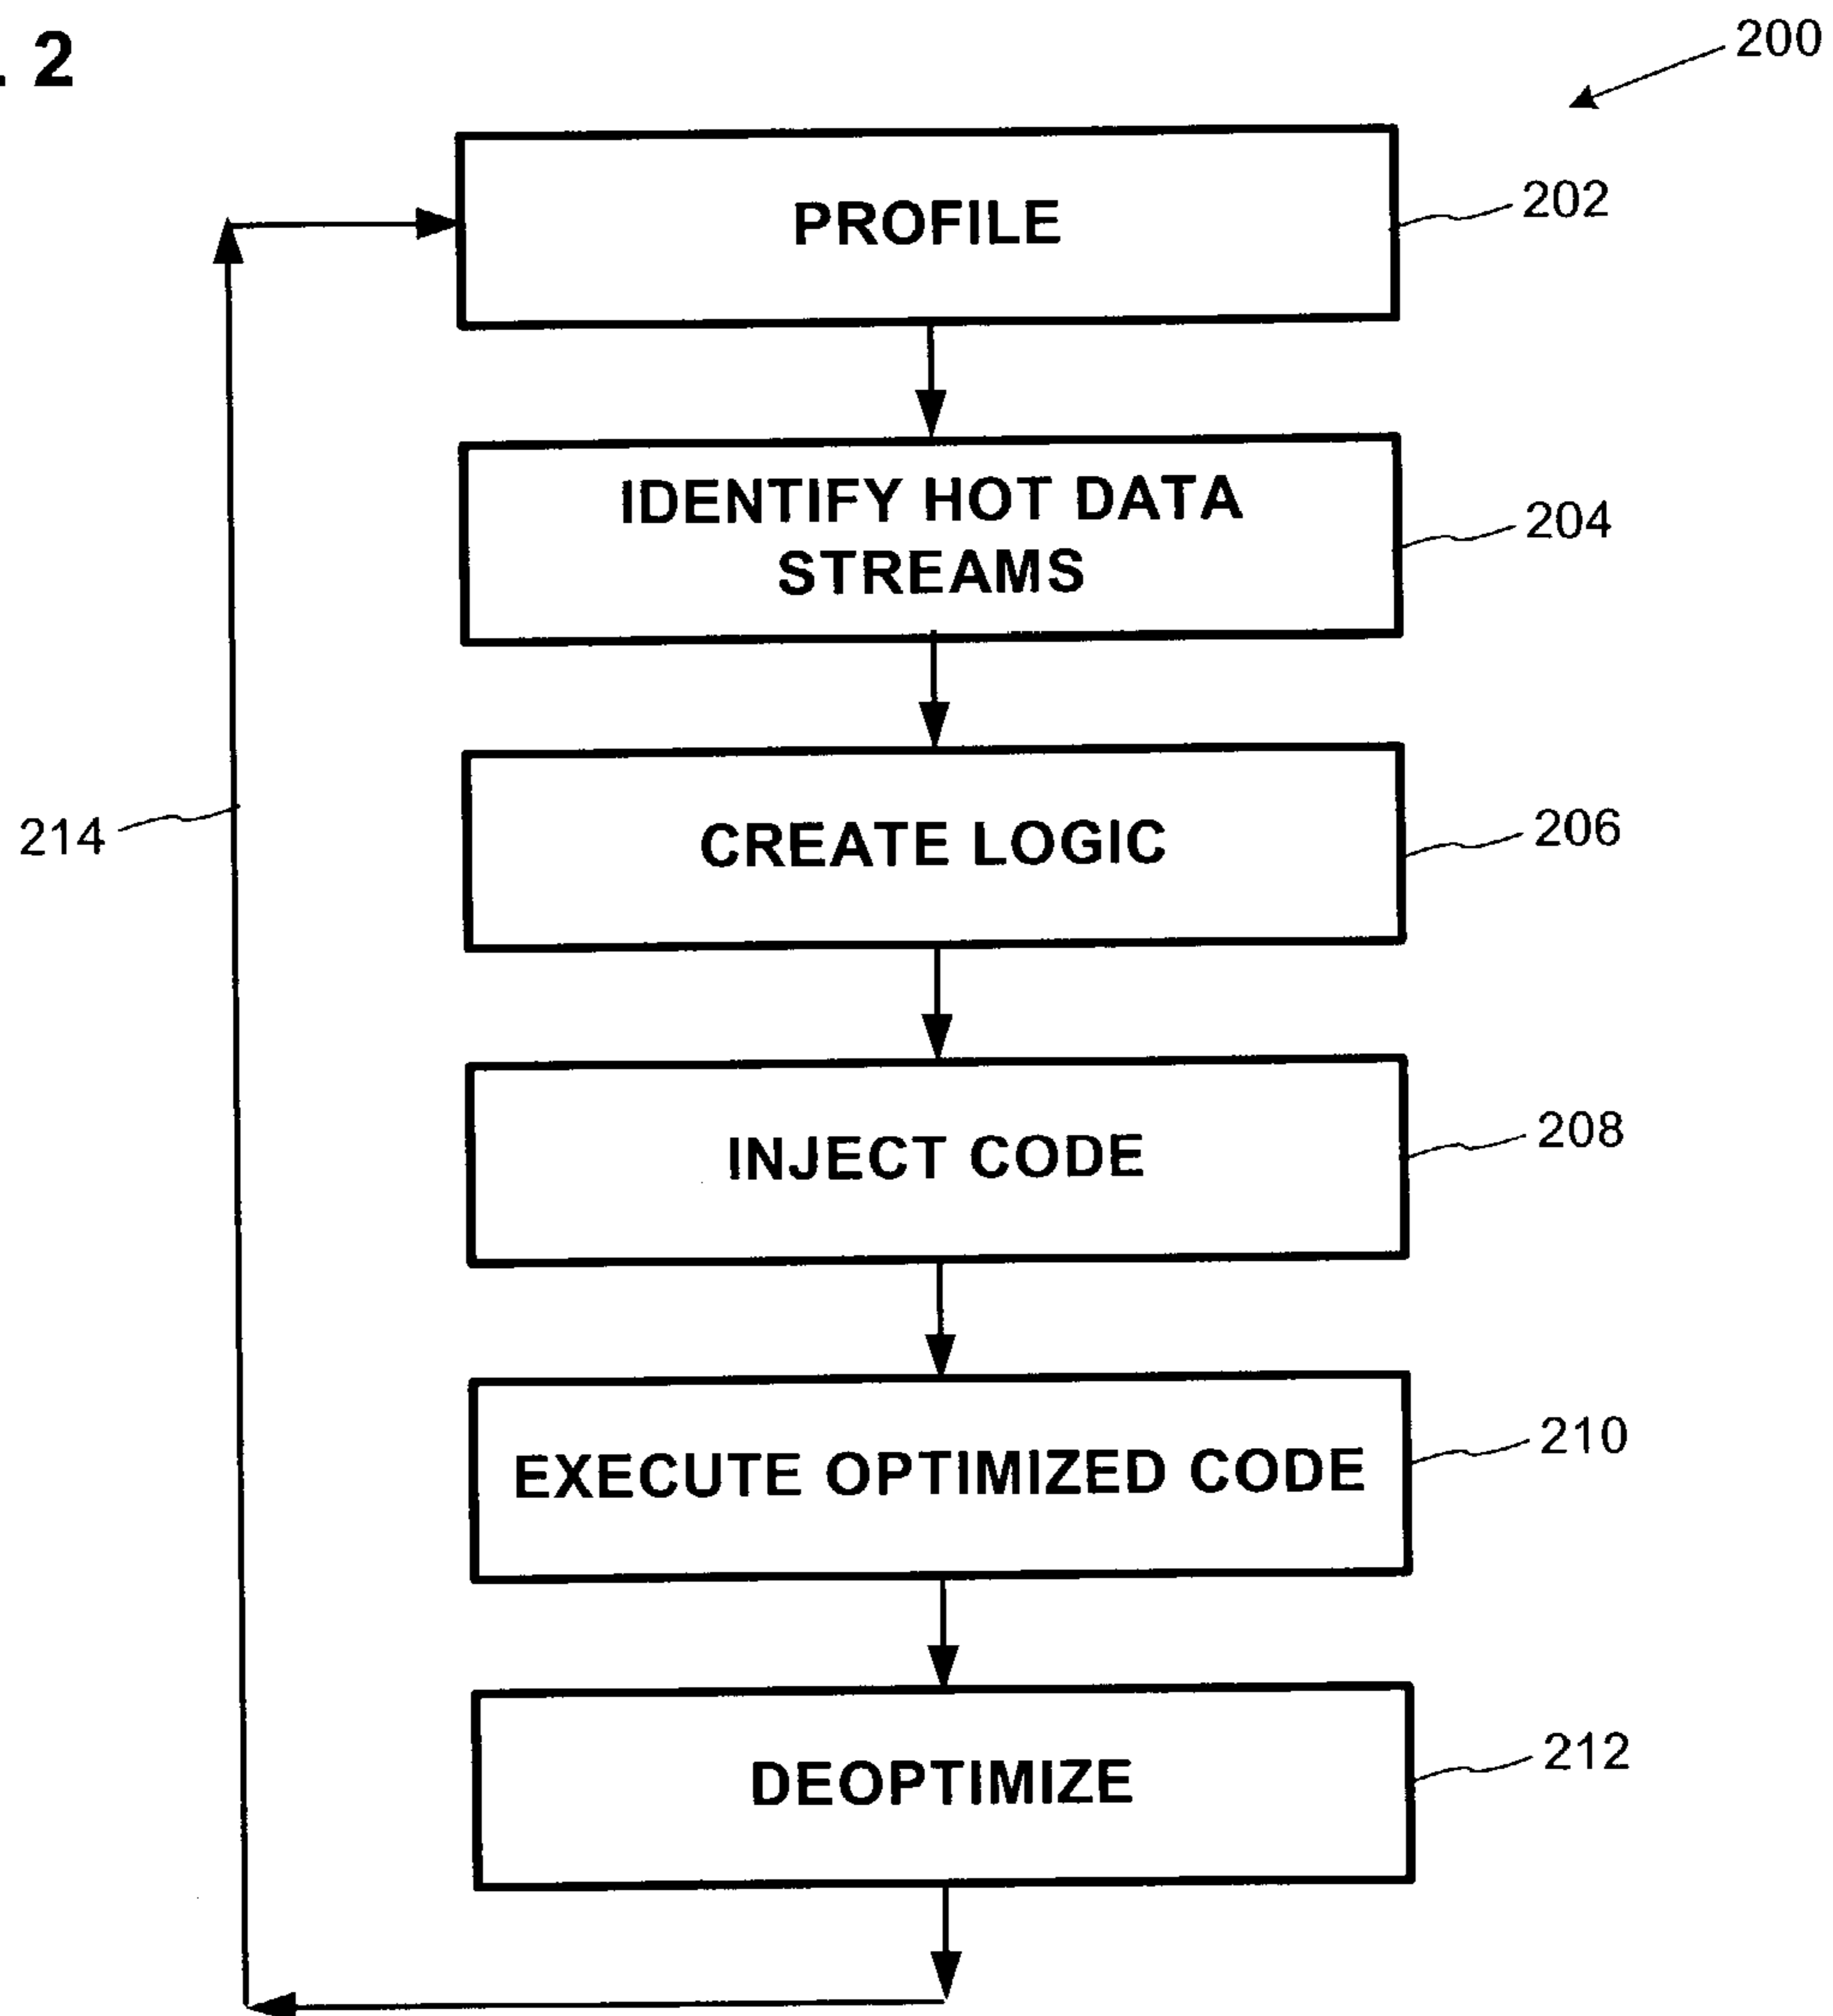 . 2
200
PROFILE
202
IDENTIFY HOT DATA
STREAMS
204
CREATE LOGIC
206
214
INJECT CODE
208
EXECUTE OPTIMIZED CODE
210
DEOPTIMIZE
212